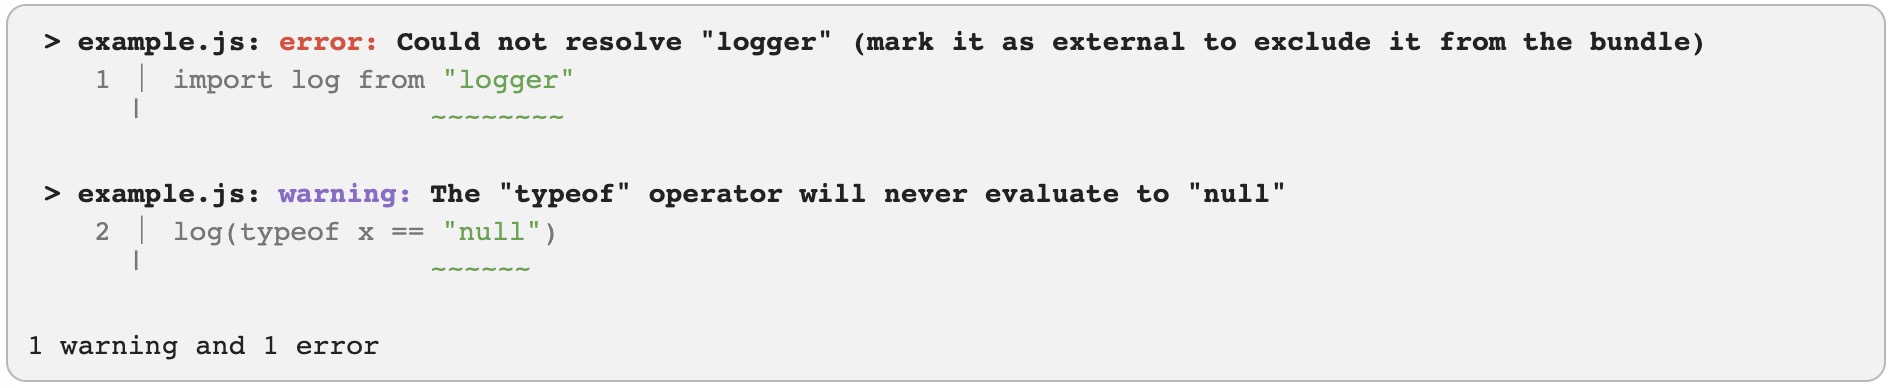 > example.js: error: Could not resolve "logger" (mark it as external to exclude it from the bundle)
1 │ import log from "logger"
╵ ~~~~~~~~
> example.js: warning: The "typeof" operator will never evaluate to "null"
2 │ log(typeof x == "null")
╵ ~~~~~~
1 warning and 1 error